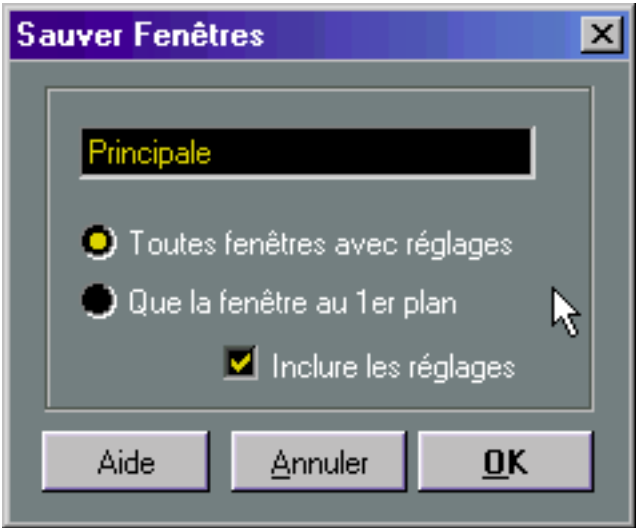 Sauver Fenêtres
Principale
Toutes fenêtres avec réglages
Que la fenêtre au 1er plan
Inclure les réglages
Aide Annuler OK